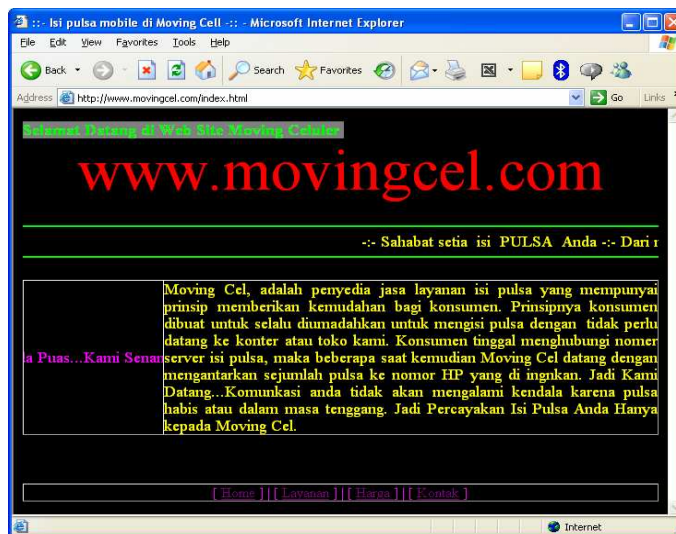 ::- Isi pulsa mobile di Moving Cell -:: - Microsoft Internet Explorer
File Edit View Favorites Tools Help
Back Search Favorites
Address http://www.movingcel.com/index.html Go Links
Selamat Datang di Web Site Moving Celuler
www.movingcel.com
-:- Sahabat setia isi PULSA Anda -:- Dari r
a Puas...Kami Senan
Moving Cel, adalah penyedia jasa layanan isi pulsa yang mempunyai
prinsip memberikan kemudahan bagi konsumen. Prinsipnya konsumen
dibuat untuk selalu diumadahkan untuk mengisi pulsa dengan tidak perlu
datang ke konter atau toko kami. Konsumen tinggal menghubungi nomer
server isi pulsa, maka beberapa saat kemudian Moving Cel datang dengan
mengantarkan sejumlah pulsa ke nomor HP yang di ingnkan. Jadi Kami
Datang...Komunkasi anda tidak akan mengalami kendala karena pulsa
habis atau dalam masa tenggang. Jadi Percayakan Isi Pulsa Anda Hanya
kepada Moving Cel.
[ Home ] | [ Layanan ] | [ Harga ] | [ Kontak ]
Internet